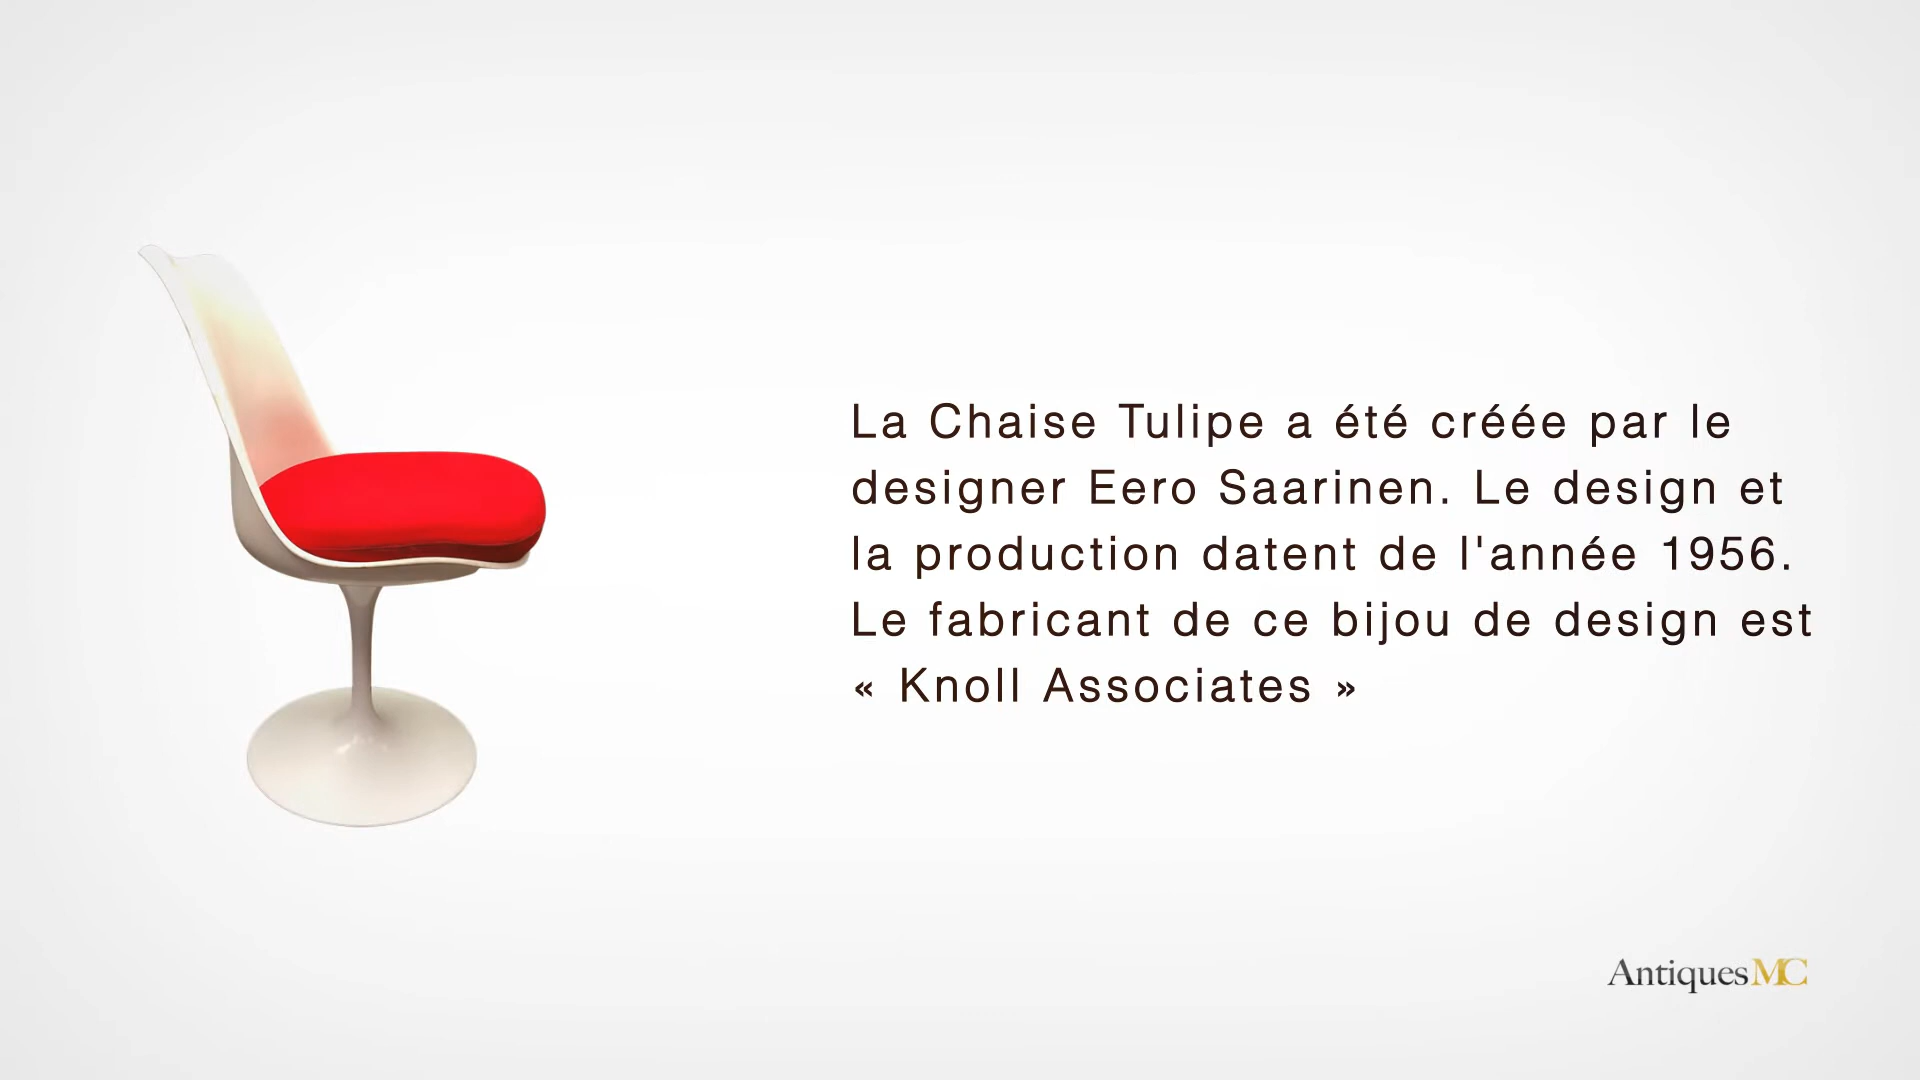 La Chaise Tulipe a été créée par le
designer Eero Saarinen. Le design et
la production datent de l'année 1956.
Le fabricant de ce bijou de design est
« Knoll Associates »
AntiquesMC